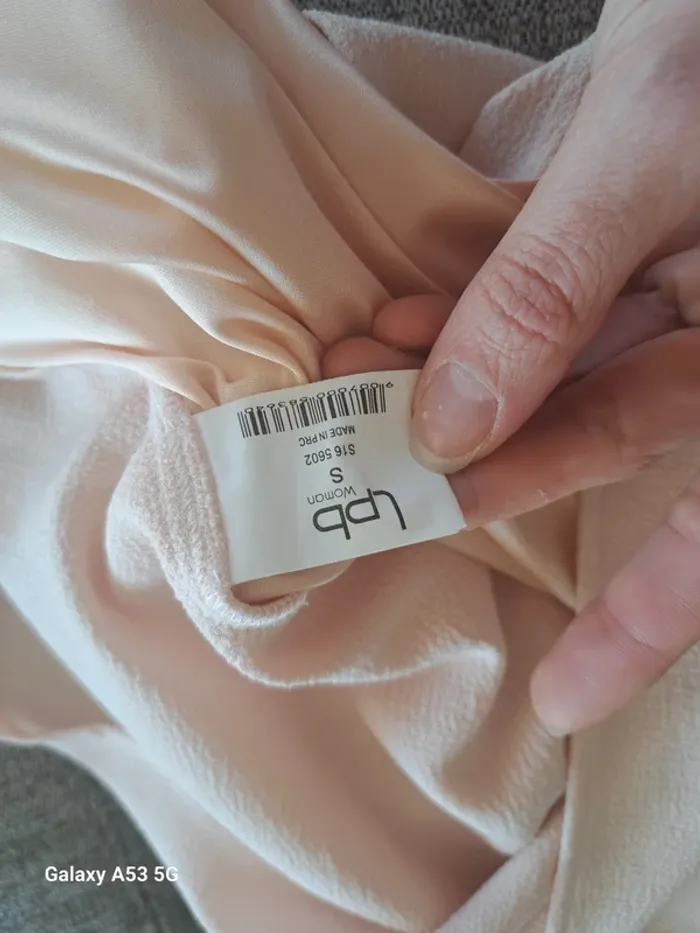 lpb
Woman
S
S16 5602
MADE IN PRC
Galaxy A53 5G